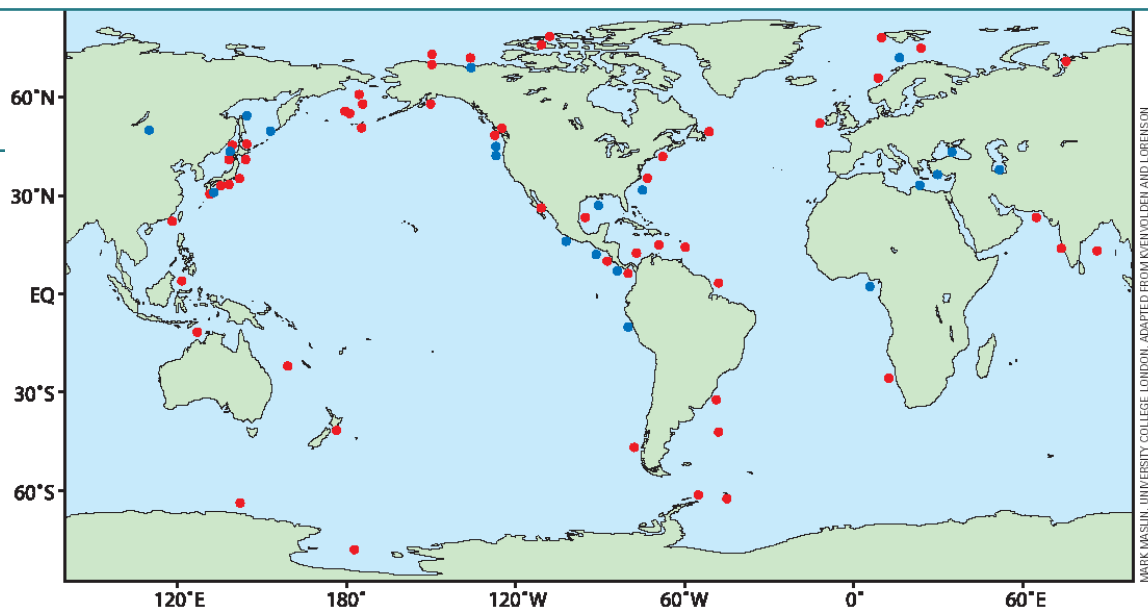 60°N
30°N
EQ
30°S
60°S
120°E
180°
120°W
60°W
0°
60°E
MARK MASLIN, UNIVERSITY COLLEGE LONDON. ADAPTED FROM KVENVOLDEN AND LORENSON